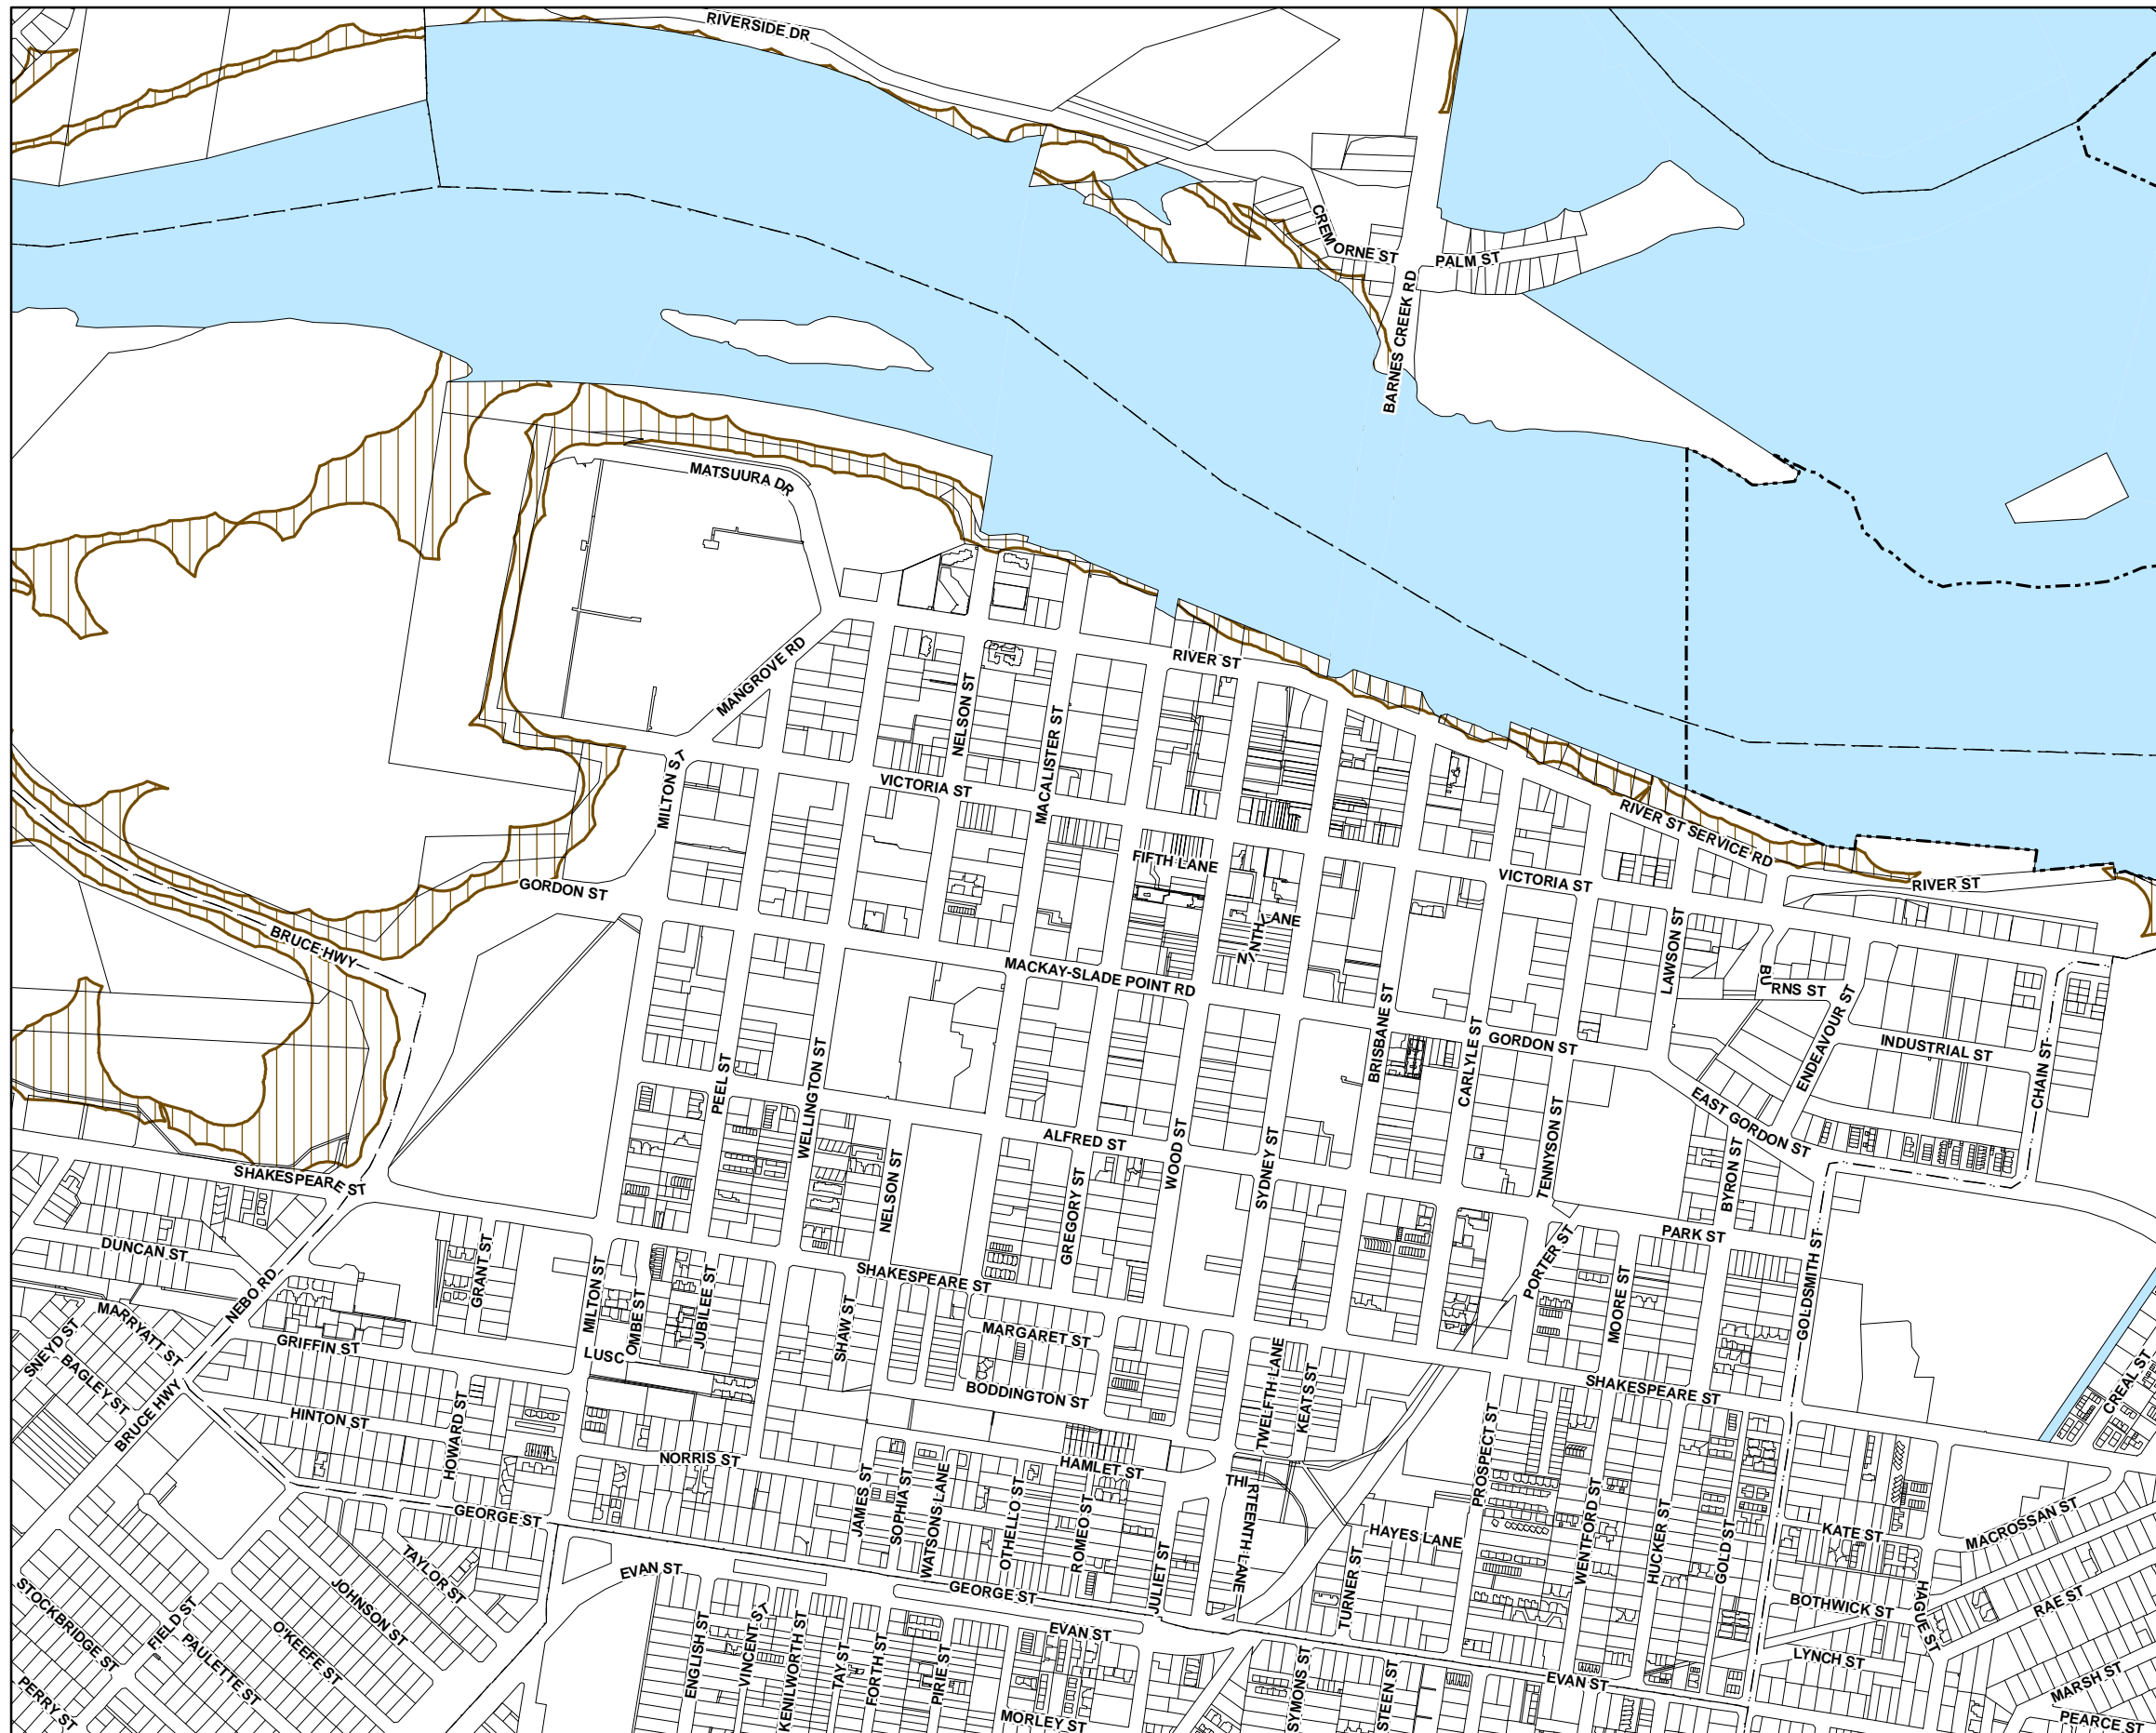 RIVERSIDE DR
CREMORNE ST
PALM ST
BARNES CREEK RD
MATSUURA DR
MANGROVE RD
RIVER ST
NELSON ST
MACALISTER ST
MILTON ST
VICTORIA ST
RIVER ST SERVICE RD
FIFTH LANE
VICTORIA ST
RIVER ST
GORDON ST
NINTH LANE
LAWSON ST
BRUCE HWY
MACKAY-SLADE POINT RD
BURNS ST
BRISBANE ST
CARLYLE ST
GORDON ST
ENDEAVOUR ST
INDUSTRIAL ST
CHAIN ST
PEEL ST
WELLINGTON ST
EAST GORDON ST
ALFRED ST
WOOD ST
TENNYSON ST
BYRON ST
SHAKESPEARE ST
NELSON ST
GREGORY ST
SYDNEY ST
PARK ST
DUNCAN ST
GRANT ST
MILTON ST
PORTER ST
GOLDSMITH ST
NEBO RD
LUSCOMBE ST
JUBILEE ST
SHAKESPEARE ST
MOORE ST
MARRYATT ST
SHAW ST
MARGARET ST
SNEYD ST
BAGLEY ST
GRIFFIN ST
TWELFTH LANE
KEATS ST
SHAKESPEARE ST
CREAL ST
BRUCE HWY
BODDINGTON ST
HINTON ST
HOWARD ST
PROSPECT ST
NORRIS ST
HAMLET ST
JAMES ST
SOPHIA ST
WATSONS LANE
OTHELLO ST
ROMEO ST
THIRTEENTH LANE
WENTFORD ST
HUCKER ST
GOLD ST
GEORGE ST
HAYES LANE
KATE ST
MACROSSAN ST
TAYLOR ST
EVAN ST
JULIET ST
TURNER ST
STOCKBRIDGE ST
JOHNSON ST
GEORGE ST
BOTHWICK ST
HAGUE ST
RAE ST
FIELD ST
O'KEEFE ST
EVAN ST
PAULETTE ST
ENGLISH ST
VINCENT ST
KENILWORTH ST
TAY ST
FORTH ST
PIRIE ST
LYNCH ST
SYMONS ST
STEEN ST
EVAN ST
MARSH ST
PERRY ST
MORLEY ST
PEARCE ST